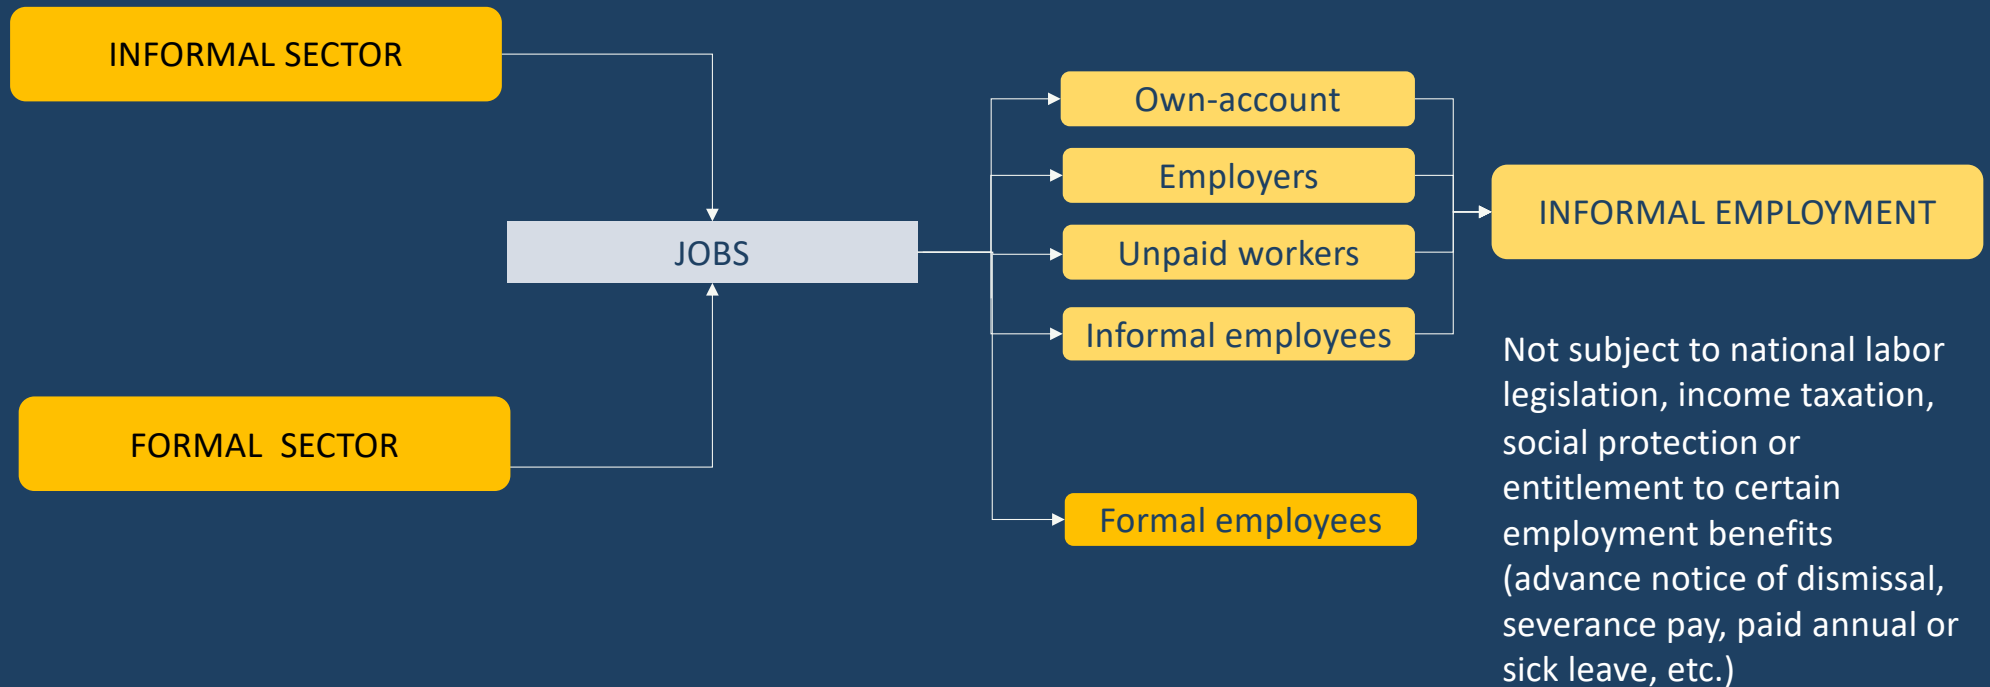 INFORMAL SECTOR
FORMAL SECTOR
JOBS
Own-account
Employers
Unpaid workers
Informal employees
Formal employees
INFORMAL EMPLOYMENT
Not subject to national labor
legislation, income taxation,
social protection or
entitlement to certain
employment benefits
(advance notice of dismissal,
severance pay, paid annual or
sick leave, etc.)